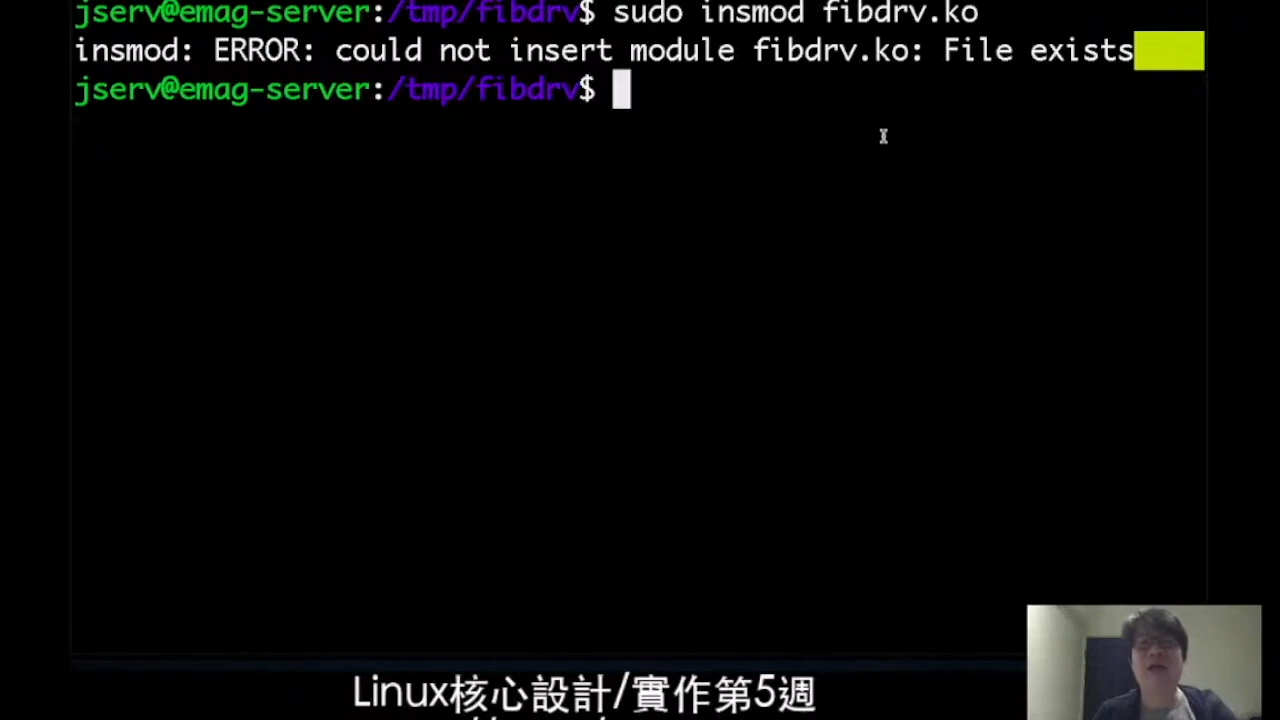 jserv@emag-server:/tmp/fibdrv$ sudo insmod fibdrv.ko
insmod: ERROR: could not insert module fibdrv.ko: File exists
jserv@emag-server:/tmp/fibdrv$
Linux核心設計/實作第5週